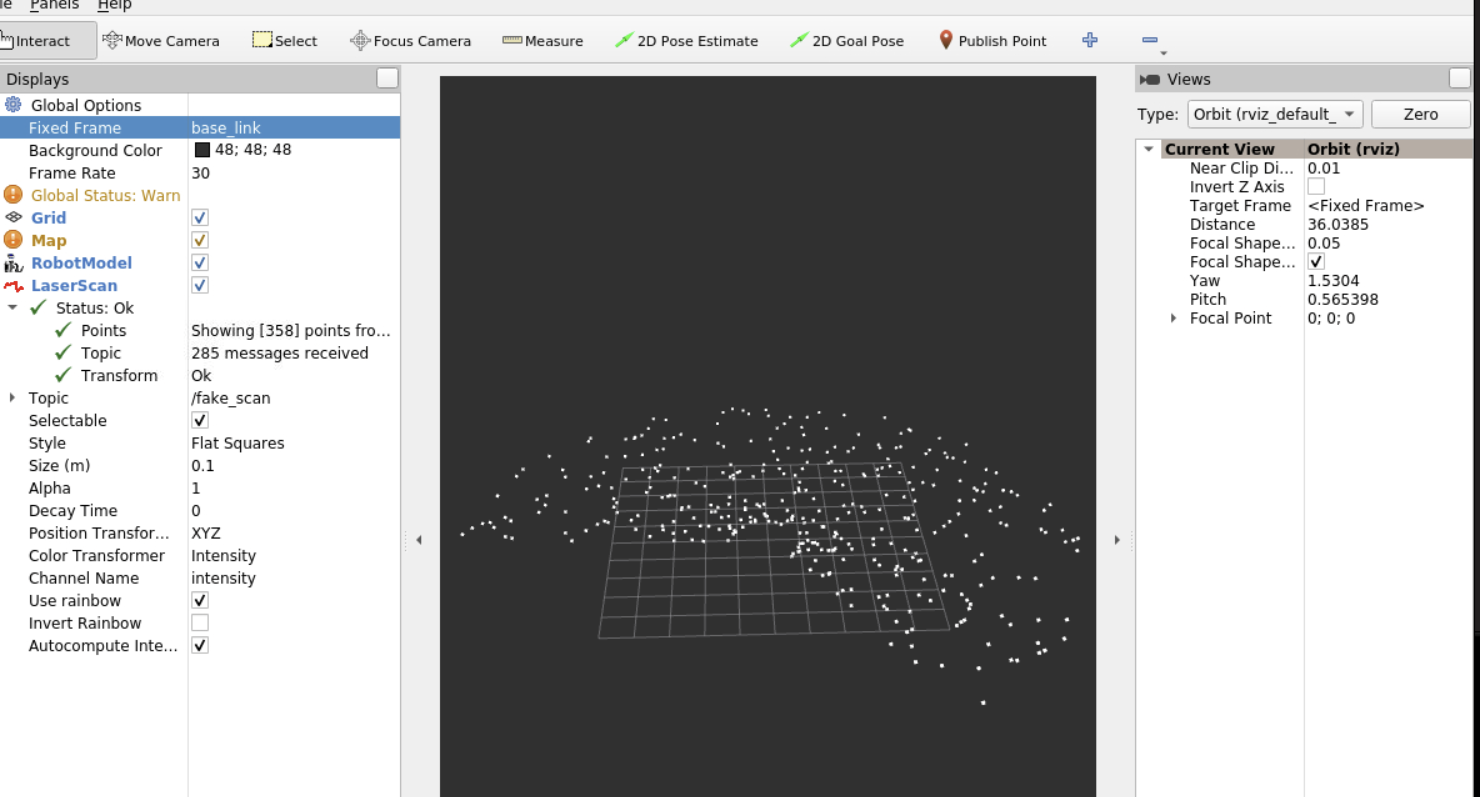 le Panels Help
Interact Move Camera Select Focus Camera Measure 2D Pose Estimate 2D Goal Pose Publish Point
Displays
Global Options
Fixed Frame base_link
Background Color 48; 48; 48
Frame Rate 30
Global Status: Warn
Grid
Map
RobotModel
LaserScan
Status: Ok
Points Showing [358] points fro...
Topic 285 messages received
Transform Ok
Topic /fake_scan
Selectable
Style Flat Squares
Size (m) 0.1
Alpha 1
Decay Time 0
Position Transfor... XYZ
Color Transformer Intensity
Channel Name intensity
Use rainbow
Invert Rainbow
Autocompute Inte...
Views
Type: Orbit (rviz_default_ Zero
Current View Orbit (rviz)
Near Clip Di... 0.01
Invert Z Axis
Target Frame <Fixed Frame>
Distance 36.0385
Focal Shape... 0.05
Focal Shape...
Yaw 1.5304
Pitch 0.565398
Focal Point 0; 0; 0